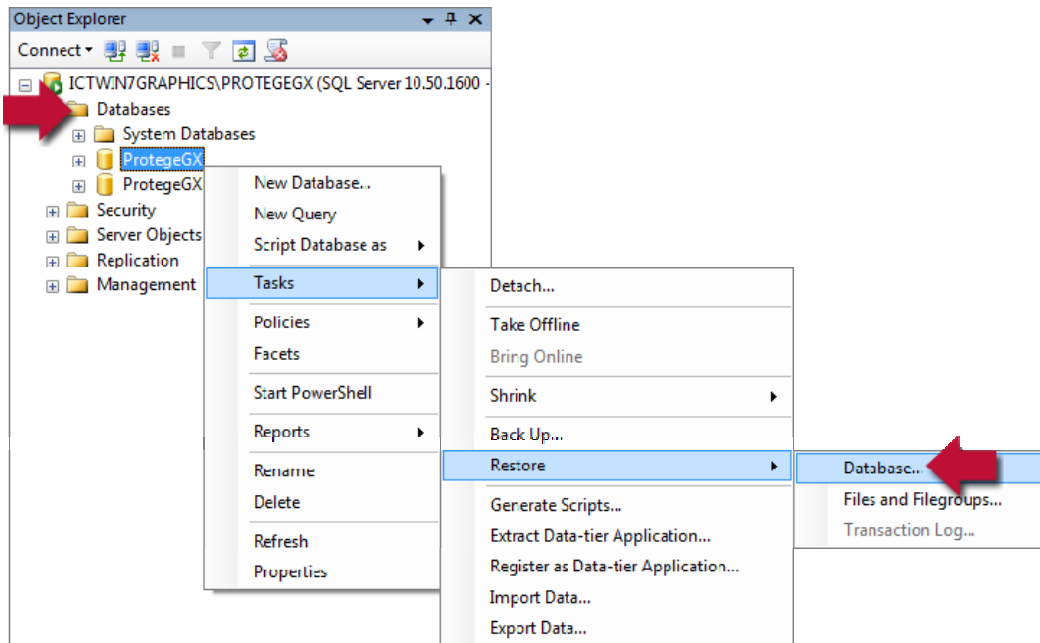 Object Explorer
Connect
ICTWIN7GRAPHICS\PROTEGEGX (SQL Server 10.50.1600 -
Databases
System Databases
ProtegeGX
ProtegeGX
Security
Server Objects
Replication
Management
New Database...
New Query
Script Database as
Tasks
Policies
Facets
Start PowerShell
Reports
Rename
Delete
Refresh
Properties
Detach...
Take Offline
Bring Online
Shrink
Back Up...
Restore
Generate Scripts...
Extract Data-tier Application...
Register as Data-tier Application...
Import Data...
Export Data...
Database...
Files and Filegroups...
Transaction Log...